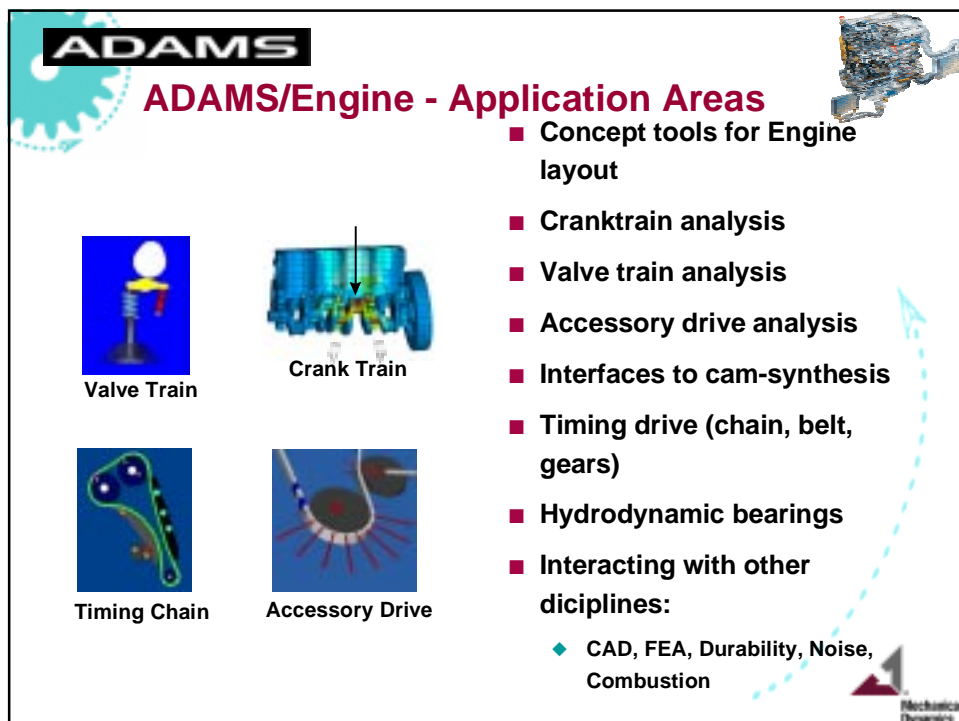 ADAMS
ADAMS/Engine - Application Areas
Concept tools for Engine
layout
Cranktrain analysis
Valve train analysis
Accessory drive analysis
Interfaces to cam-synthesis
Timing drive (chain, belt,
gears)
Hydrodynamic bearings
Interacting with other
diciplines:
CAD, FEA, Durability, Noise,
Combustion
Valve Train
Crank Train
Timing Chain
Accessory Drive
Mechanical
Dynamics